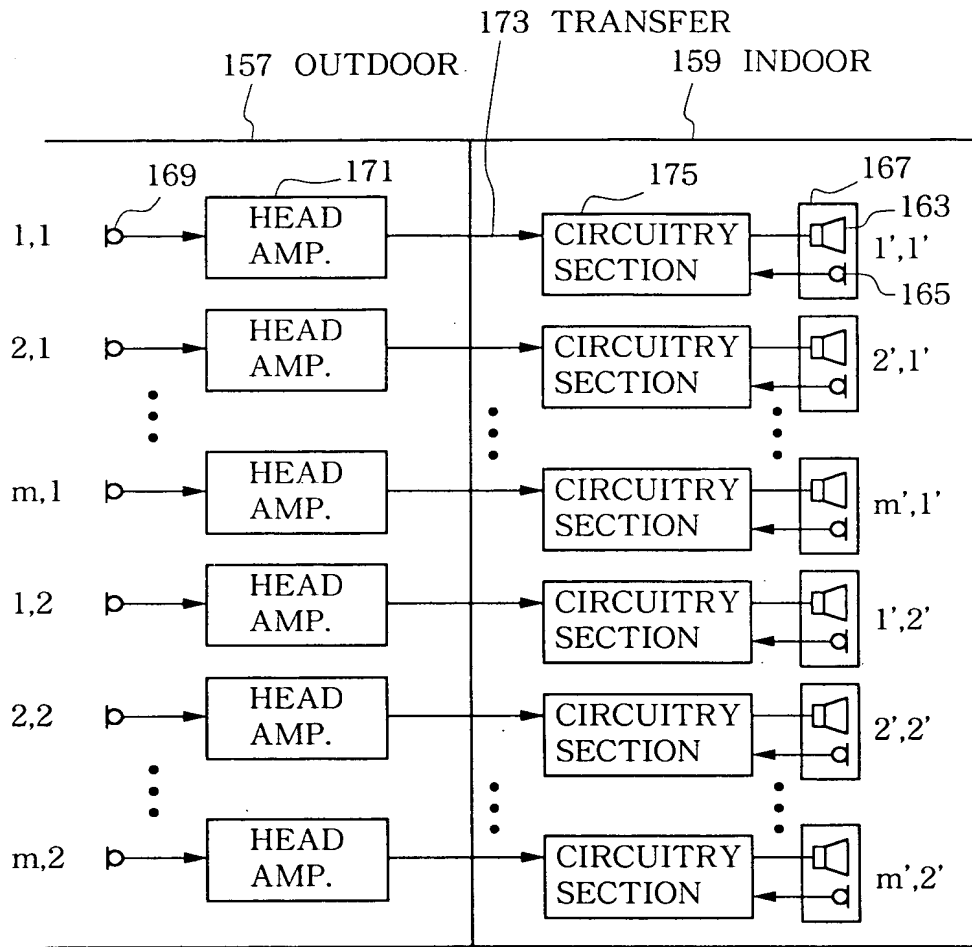 173 TRANSFER
157 OUTDOOR
159 INDOOR
169
171
175
167
163
1,1
HEAD
AMP.
CIRCUITRY
SECTION
1',1'
165
2,1
HEAD
AMP.
CIRCUITRY
SECTION
2',1'
m,1
HEAD
AMP.
CIRCUITRY
SECTION
m',1'
1,2
HEAD
AMP.
CIRCUITRY
SECTION
1',2'
2,2
HEAD
AMP.
CIRCUITRY
SECTION
2',2'
m,2
HEAD
AMP.
CIRCUITRY
SECTION
m',2'